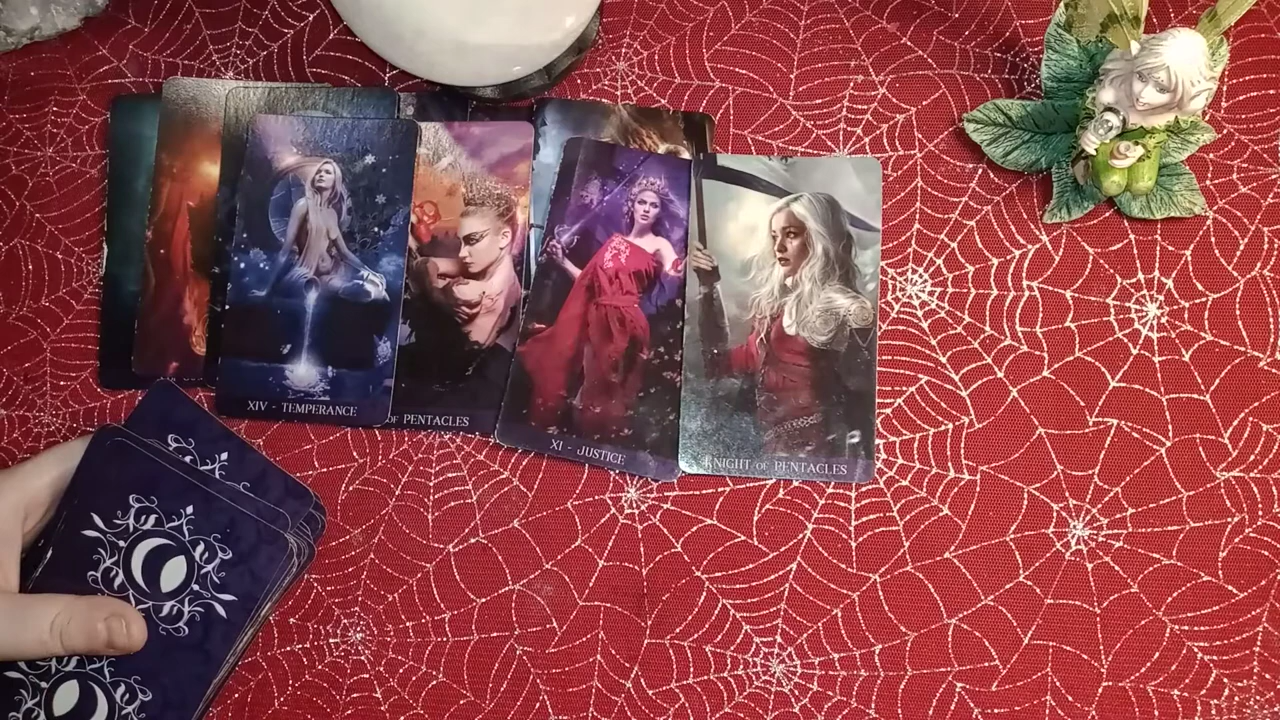 XIV - TEMPERANCE
OF PENTACLES
XI - JUSTICE
KNIGHT OF PENTACLES